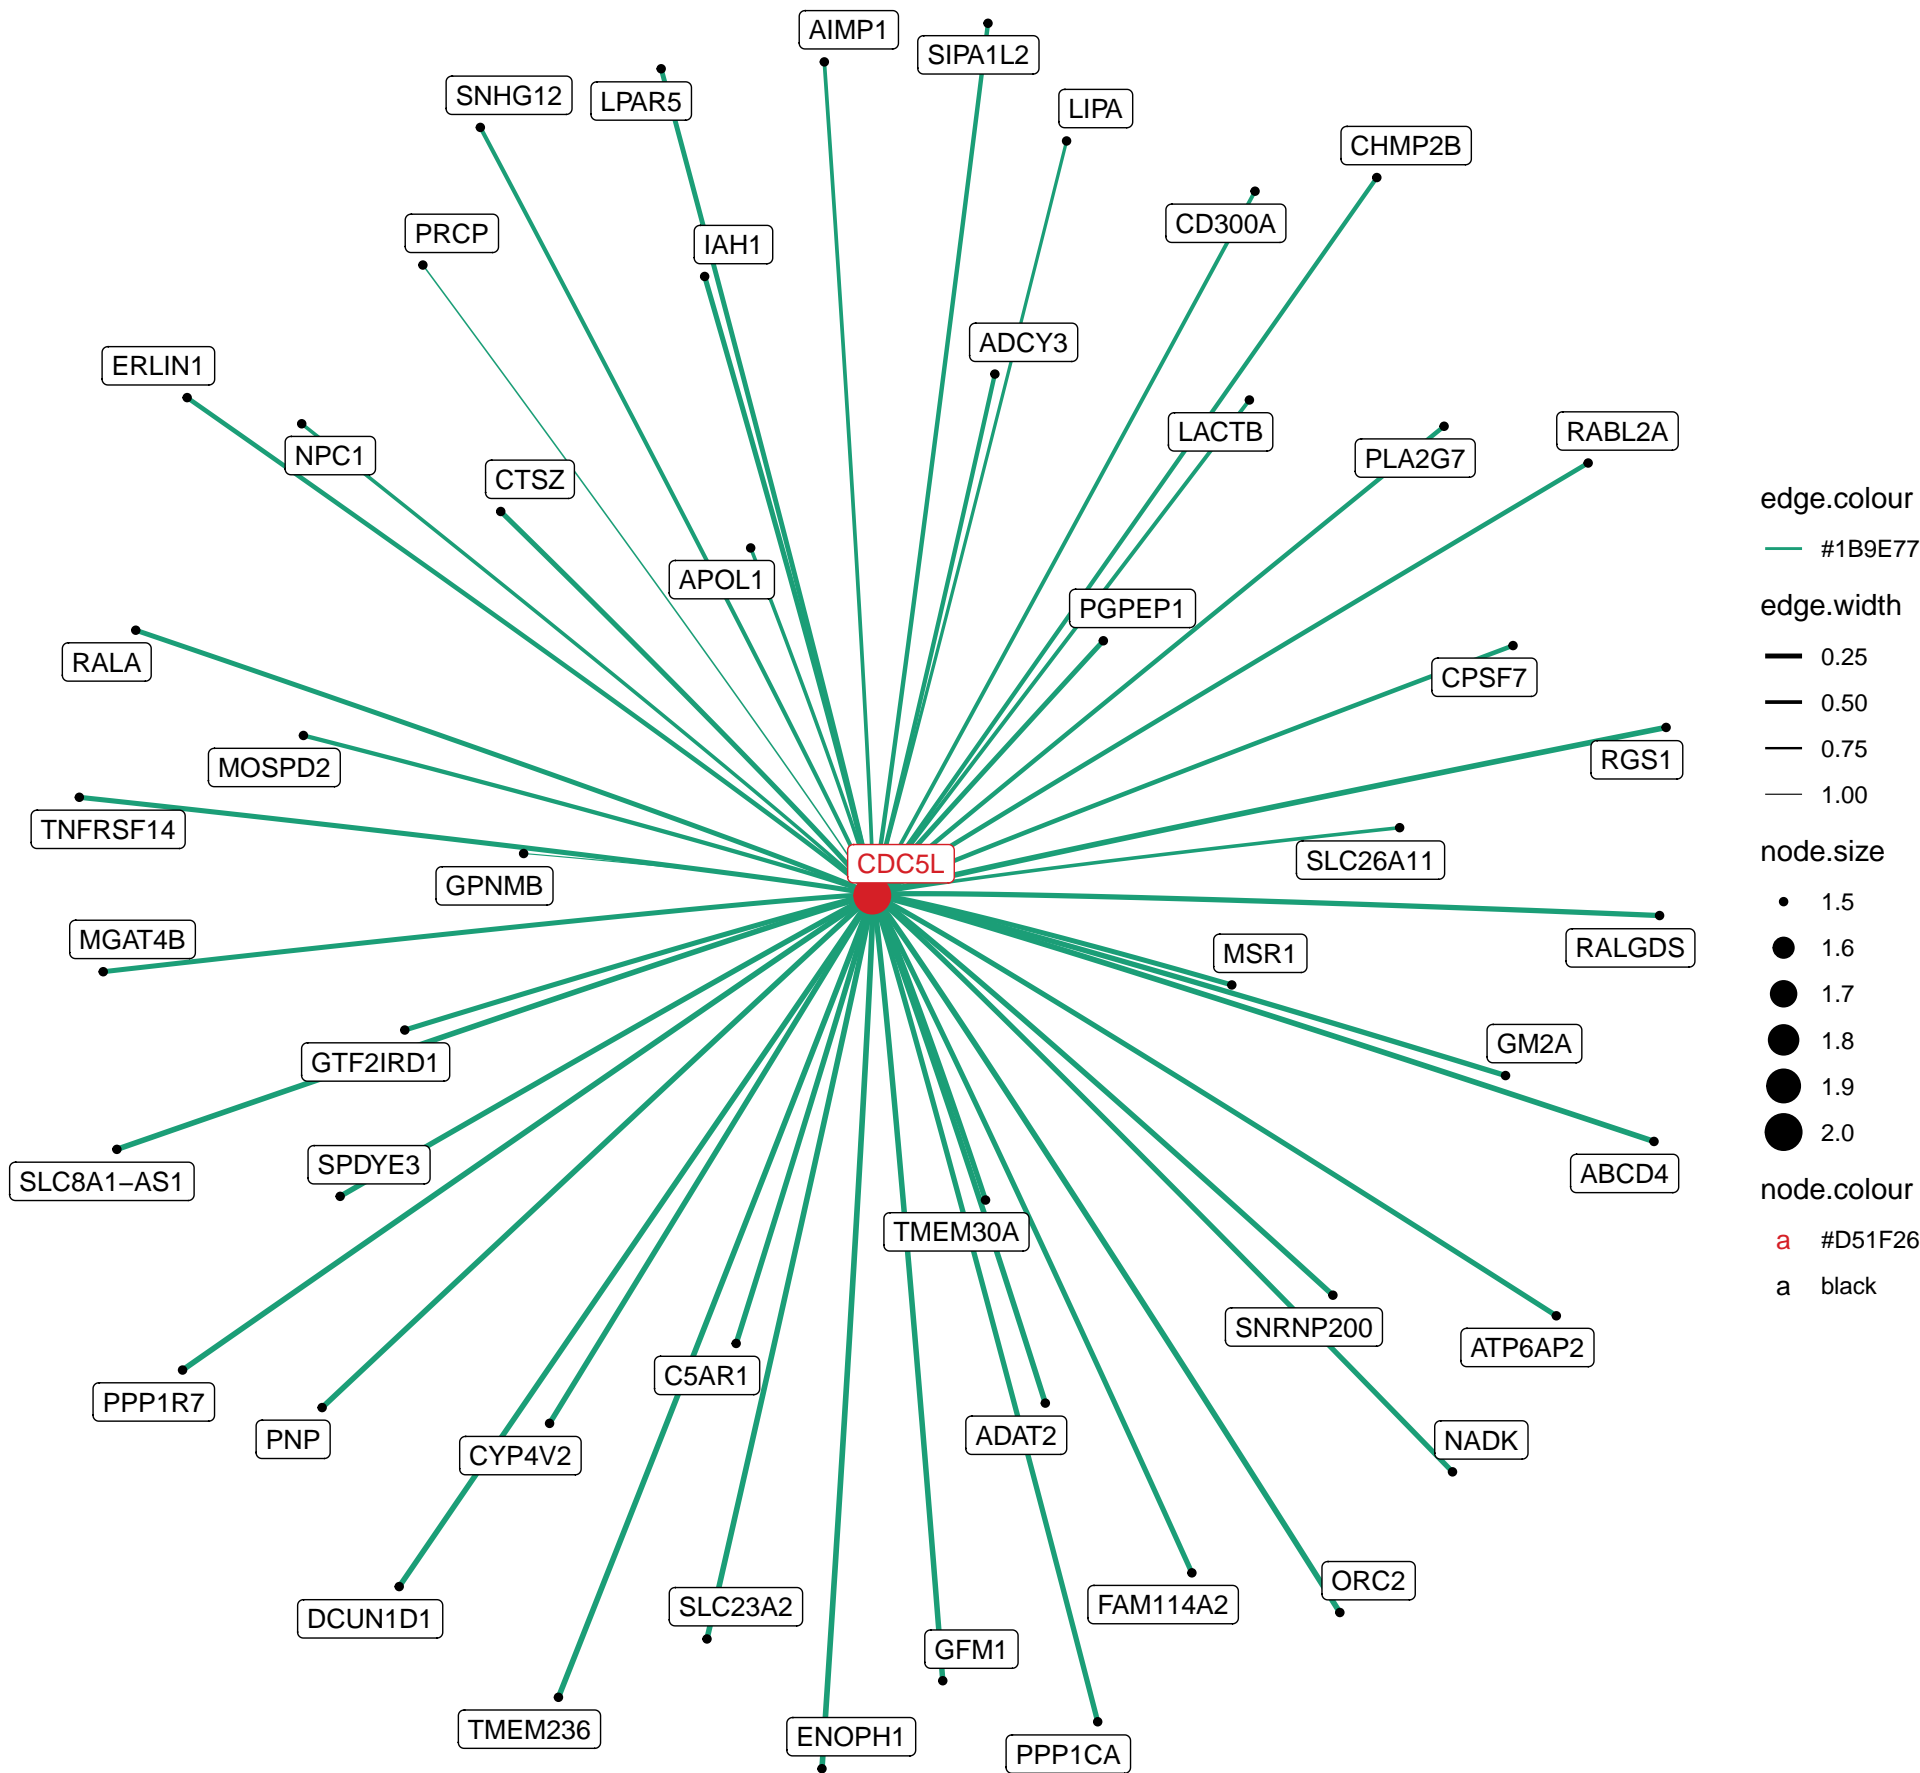 AIMP1
SIPA1L2
SNHG12
LPAR5
LIPA
CHMP2B
CD300A
PRCP
IAH1
ADCY3
ERLIN1
NPC1
CTSZ
LACTB
PLA2G7
RABL2A
APOL1
PGPEP1
RALA
CPSF7
MOSPD2
RGS1
TNFRSF14
GPNMB
CDC5L
SLC26A11
MGAT4B
MSR1
RALGDS
GTF2IRD1
GM2A
SLC8A1−AS1
SPDYE3
ABCD4
TMEM30A
SNRNP200
ATP6AP2
PPP1R7
PNP
CYP4V2
C5AR1
ADAT2
NADK
DCUN1D1
SLC23A2
FAM114A2
ORC2
GFM1
TMEM236
ENOPH1
PPP1CA
edge.colour
#1B9E77
edge.width
0.25
0.50
0.75
1.00
node.size
1.5
1.6
1.7
1.8
1.9
2.0
node.colour
a #D51F26
a black